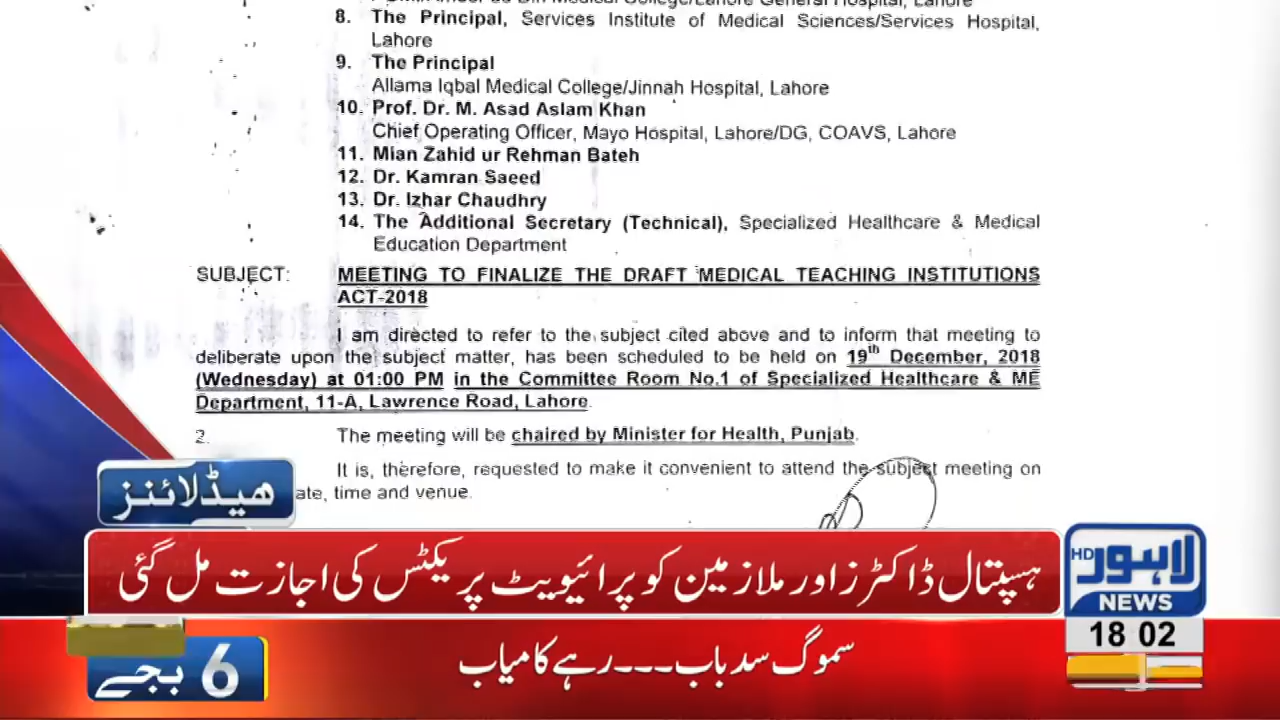 8. The Principal, Services Institute of Medical Sciences/Services Hospital,
Lahore
9. The Principal
Allama Iqbal Medical College/Jinnah Hospital, Lahore
10. Prof. Dr. M. Asad Aslam Khan
Chief Operating Officer, Mayo Hospital, Lahore/DG, COAVS, Lahore
11. Mian Zahid ur Rehman Bateh
12. Dr. Kamran Saeed
13. Dr. Izhar Chaudhry
14. The Additional Secretary (Technical), Specialized Healthcare & Medical
Education Department
SUBJECT: MEETING TO FINALIZE THE DRAFT MEDICAL TEACHING INSTITUTIONS
ACT-2018
I am directed to refer to the subject cited above and to inform that meeting to
deliberate upon the subject matter, has been scheduled to be held on 19th December, 2018
(Wednesday) at 01:00 PM in the Committee Room No.1 of Specialized Healthcare & ME
Department, 11-A, Lawrence Road, Lahore.
2. The meeting will be chaired by Minister for Health, Punjab.
It is, therefore, requested to make it convenient to attend the subject meeting on
time and venue.
ہیڈلائنز
ہسپتال ڈاکٹرز اور ملازمین کو پرائیویٹ پریکٹس کی اجازت مل گئی
HD لاہور
NEWS
18 02
سموگ سدباب۔۔۔رہے کامیاب
6 بجے